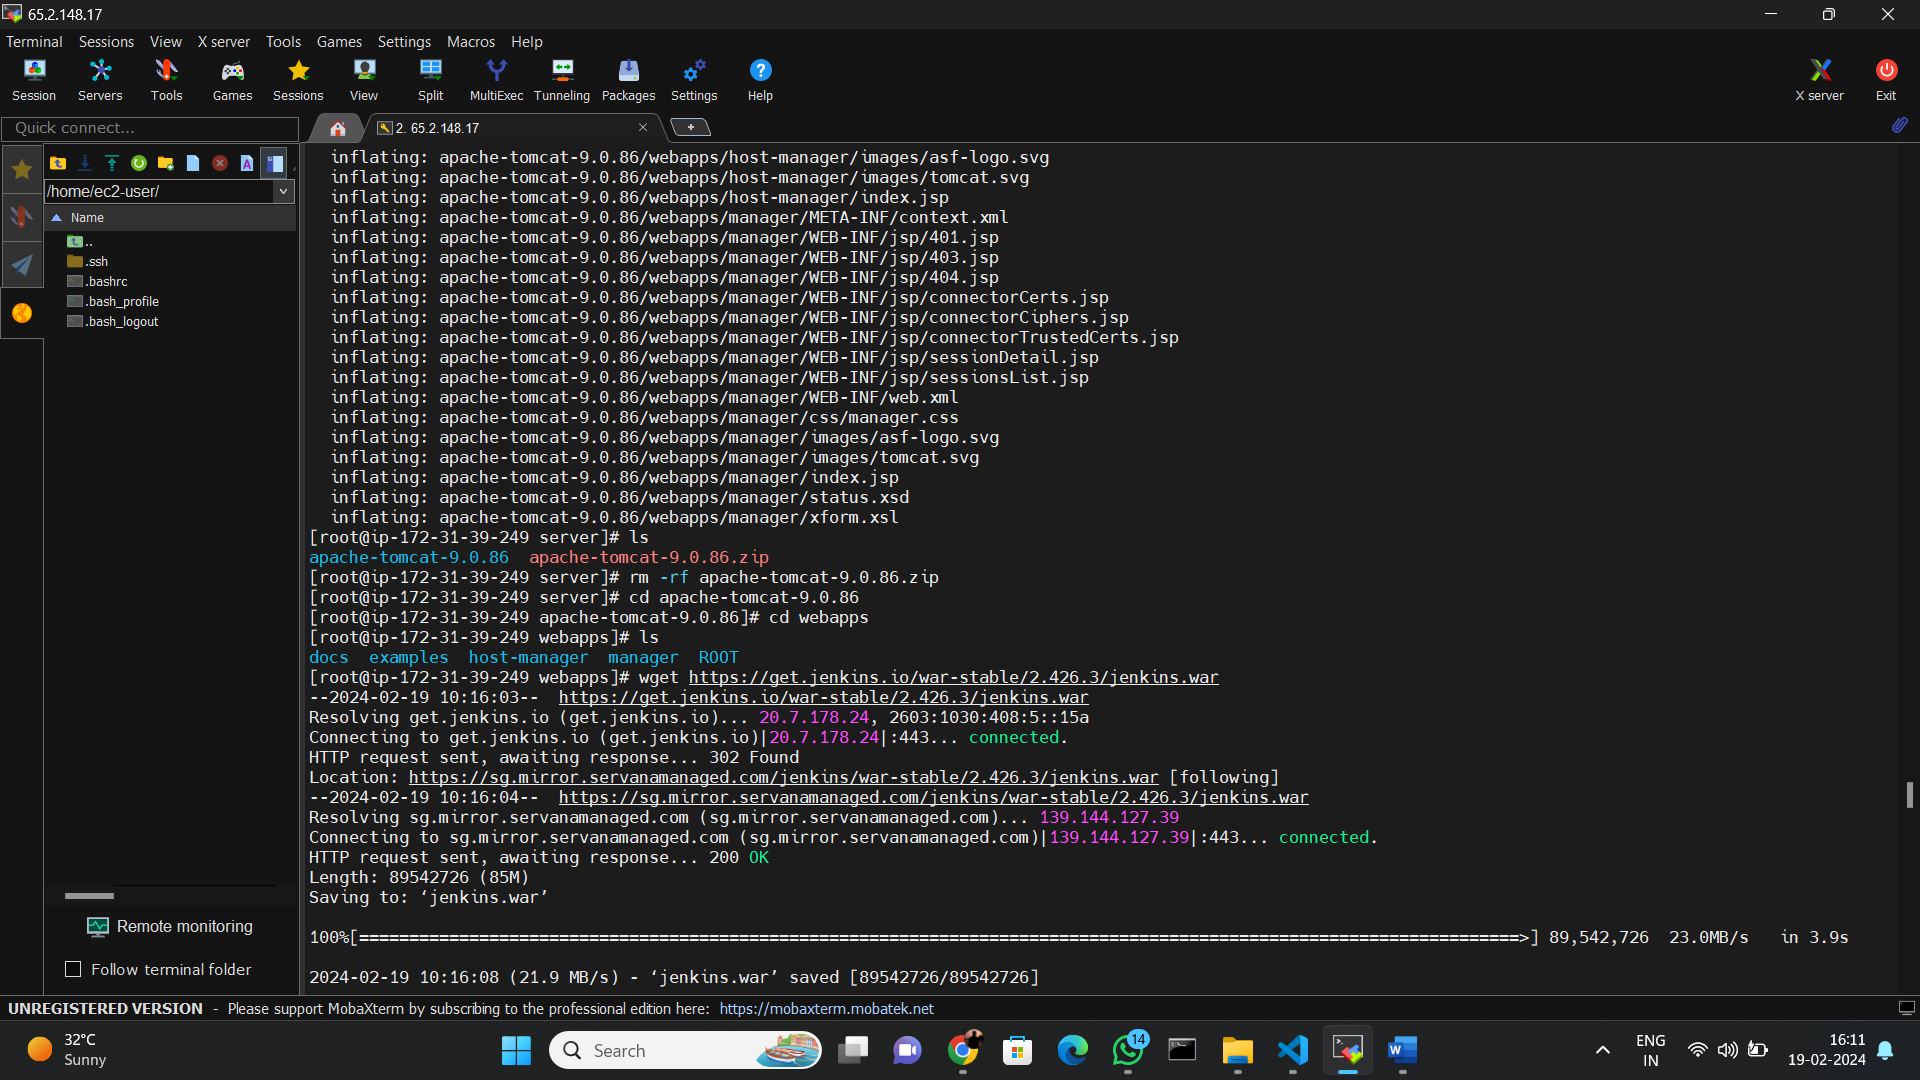 65.2.148.17
Terminal Sessions View X server Tools Games Settings Macros Help
Session Servers Tools Games Sessions View Split MultiExec Tunneling Packages Settings Help X server Exit
Quick connect...
2. 65.2.148.17
/home/ec2-user/
Name
..
.ssh
.bashrc
.bash_profile
.bash_logout
Remote monitoring
Follow terminal folder
inflating: apache-tomcat-9.0.86/webapps/host-manager/images/asf-logo.svg
inflating: apache-tomcat-9.0.86/webapps/host-manager/images/tomcat.svg
inflating: apache-tomcat-9.0.86/webapps/host-manager/index.jsp
inflating: apache-tomcat-9.0.86/webapps/manager/META-INF/context.xml
inflating: apache-tomcat-9.0.86/webapps/manager/WEB-INF/jsp/401.jsp
inflating: apache-tomcat-9.0.86/webapps/manager/WEB-INF/jsp/403.jsp
inflating: apache-tomcat-9.0.86/webapps/manager/WEB-INF/jsp/404.jsp
inflating: apache-tomcat-9.0.86/webapps/manager/WEB-INF/jsp/connectorCerts.jsp
inflating: apache-tomcat-9.0.86/webapps/manager/WEB-INF/jsp/connectorCiphers.jsp
inflating: apache-tomcat-9.0.86/webapps/manager/WEB-INF/jsp/connectorTrustedCerts.jsp
inflating: apache-tomcat-9.0.86/webapps/manager/WEB-INF/jsp/sessionDetail.jsp
inflating: apache-tomcat-9.0.86/webapps/manager/WEB-INF/jsp/sessionsList.jsp
inflating: apache-tomcat-9.0.86/webapps/manager/WEB-INF/web.xml
inflating: apache-tomcat-9.0.86/webapps/manager/css/manager.css
inflating: apache-tomcat-9.0.86/webapps/manager/images/asf-logo.svg
inflating: apache-tomcat-9.0.86/webapps/manager/images/tomcat.svg
inflating: apache-tomcat-9.0.86/webapps/manager/index.jsp
inflating: apache-tomcat-9.0.86/webapps/manager/status.xsd
inflating: apache-tomcat-9.0.86/webapps/manager/xform.xsl
[root@ip-172-31-39-249 server]# ls
apache-tomcat-9.0.86 apache-tomcat-9.0.86.zip
[root@ip-172-31-39-249 server]# rm -rf apache-tomcat-9.0.86.zip
[root@ip-172-31-39-249 server]# cd apache-tomcat-9.0.86
[root@ip-172-31-39-249 apache-tomcat-9.0.86]# cd webapps
[root@ip-172-31-39-249 webapps]# ls
docs examples host-manager manager ROOT
[root@ip-172-31-39-249 webapps]# wget https://get.jenkins.io/war-stable/2.426.3/jenkins.war
--2024-02-19 10:16:03-- https://get.jenkins.io/war-stable/2.426.3/jenkins.war
Resolving get.jenkins.io (get.jenkins.io)... 20.7.178.24, 2603:1030:408:5::15a
Connecting to get.jenkins.io (get.jenkins.io)|20.7.178.24|:443... connected.
HTTP request sent, awaiting response... 302 Found
Location: https://sg.mirror.servanamanaged.com/jenkins/war-stable/2.426.3/jenkins.war [following]
--2024-02-19 10:16:04-- https://sg.mirror.servanamanaged.com/jenkins/war-stable/2.426.3/jenkins.war
Resolving sg.mirror.servanamanaged.com (sg.mirror.servanamanaged.com)... 139.144.127.39
Connecting to sg.mirror.servanamanaged.com (sg.mirror.servanamanaged.com)|139.144.127.39|:443... connected.
HTTP request sent, awaiting response... 200 OK
Length: 89542726 (85M)
Saving to: ‘jenkins.war’
100%[====================================================================================================================>] 89,542,726 23.0MB/s in 3.9s
2024-02-19 10:16:08 (21.9 MB/s) - ‘jenkins.war’ saved [89542726/89542726]
UNREGISTERED VERSION - Please support MobaXterm by subscribing to the professional edition here: https://mobaxterm.mobatek.net
32°C
Sunny
Search
14
ENG
IN
16:11
19-02-2024